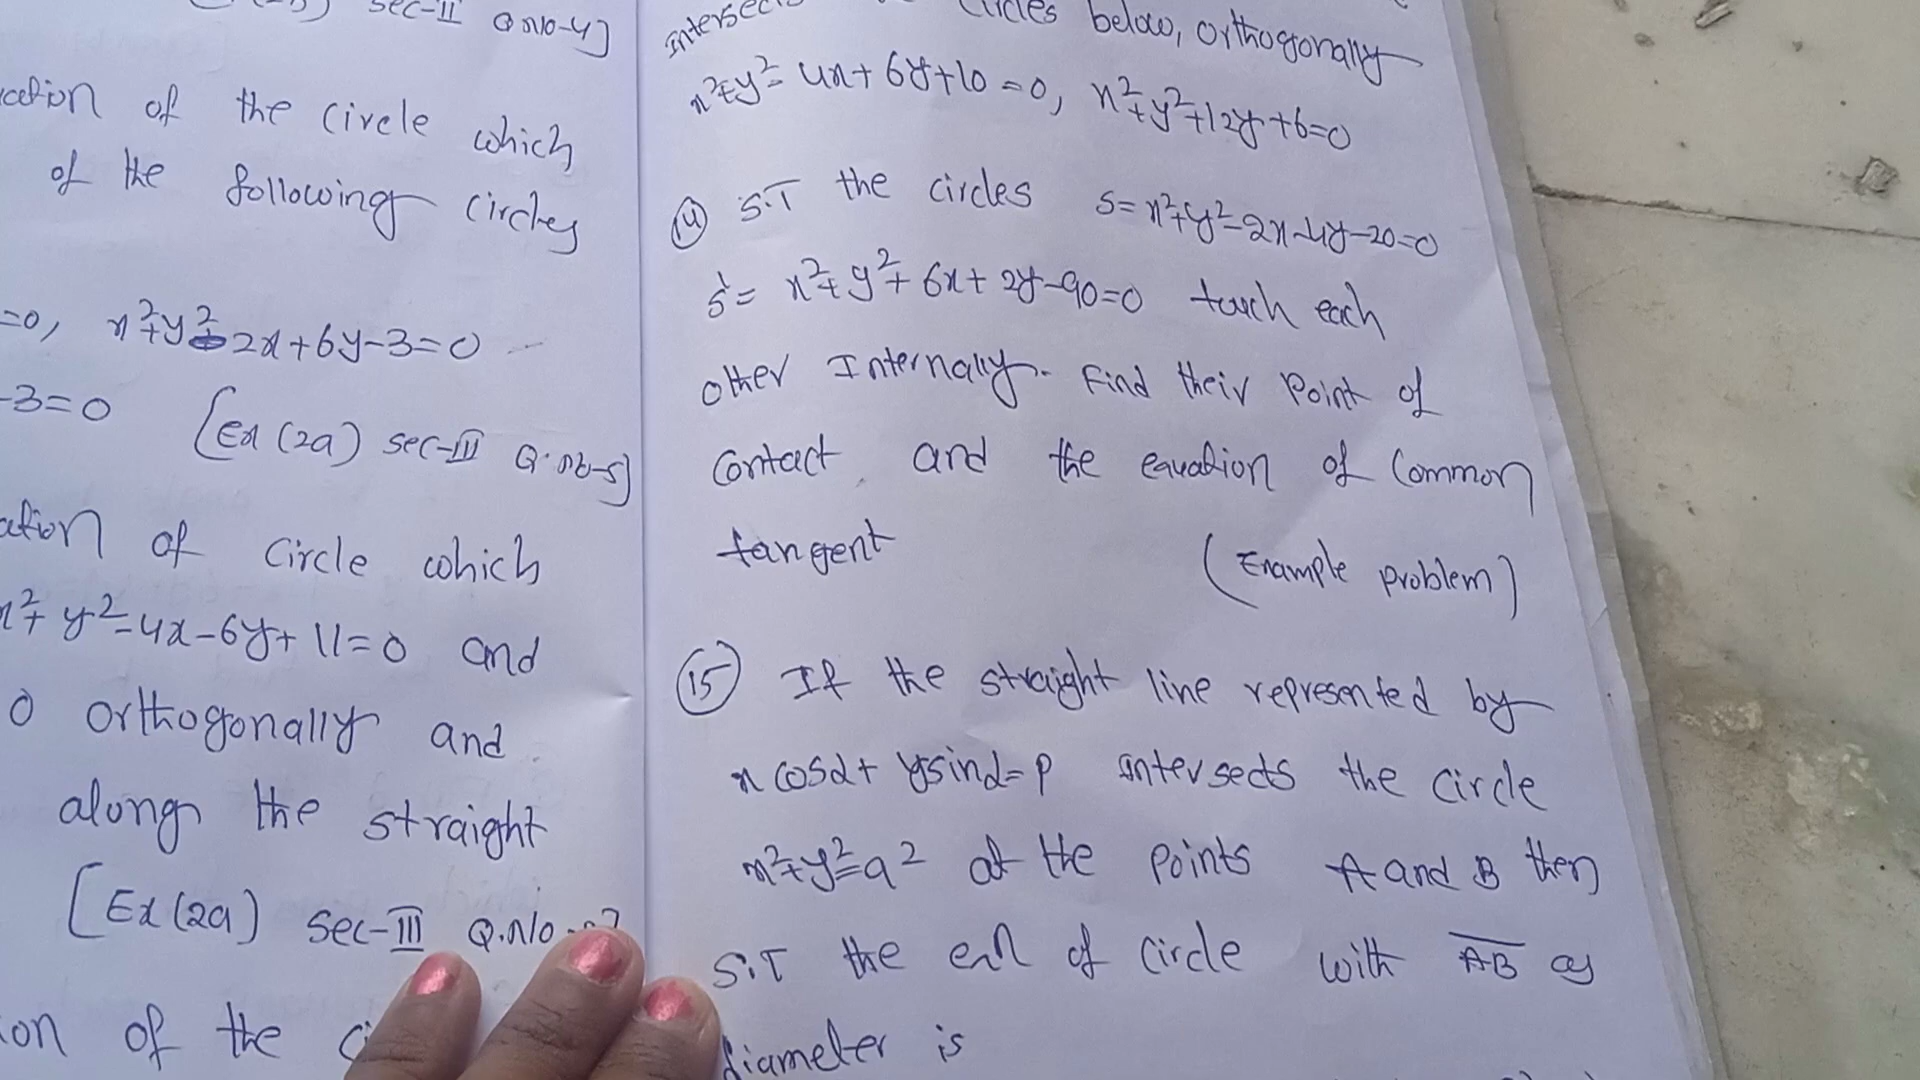 sec-II Q no-4]
of the circle which
of the following circles
=0, x²+y²+2x+6y-3=0
-3=0 [Ex (2a) sec-III Q.no-5]
of circle which
x²+y²-4x-6y+11=0 and
0 orthogonally and
along the straight
[Ex (2a) sec-III Q.No
of the
circles below, orthogonally
x²+y²-4x+6y+10=0, x²+y²+12y+6=0
(14) S.T the circles S=x²+y²-2x-4y-20=0
S'= x²+y²+6x+2y-90=0 touch each
other Internally. Find their Point of
Contact and the equation of Common
tangent (Example problem)
(15) If the straight line represented by
x cosα+ ysinα=P intersects the circle
x²+y²=a² at the points A and B then
S.T the eqn of circle with AB as
diameter is